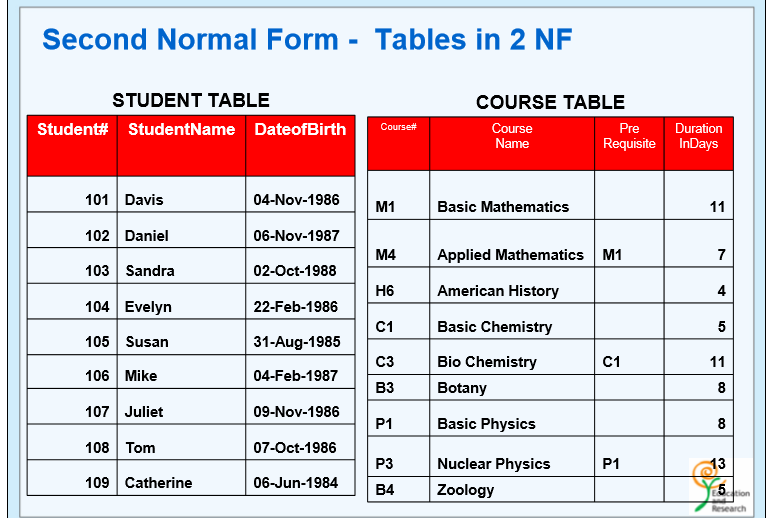 Second Normal Form -  Tables in 2 NF
STUDENT TABLE
Student# StudentName DateofBirth
101 Davis 04-Nov-1986
102 Daniel 06-Nov-1987
103 Sandra 02-Oct-1988
104 Evelyn 22-Feb-1986
105 Susan 31-Aug-1985
106 Mike 04-Feb-1987
107 Juliet 09-Nov-1986
108 Tom 07-Oct-1986
109 Catherine 06-Jun-1984
COURSE TABLE
Course# Course Pre Duration
Name Requisite InDays
M1 Basic Mathematics 11
M4 Applied Mathematics M1 7
H6 American History 4
C1 Basic Chemistry 5
C3 Bio Chemistry C1 11
B3 Botany 8
P1 Basic Physics 8
P3 Nuclear Physics P1 13
B4 Zoology 5
Education
and
Research